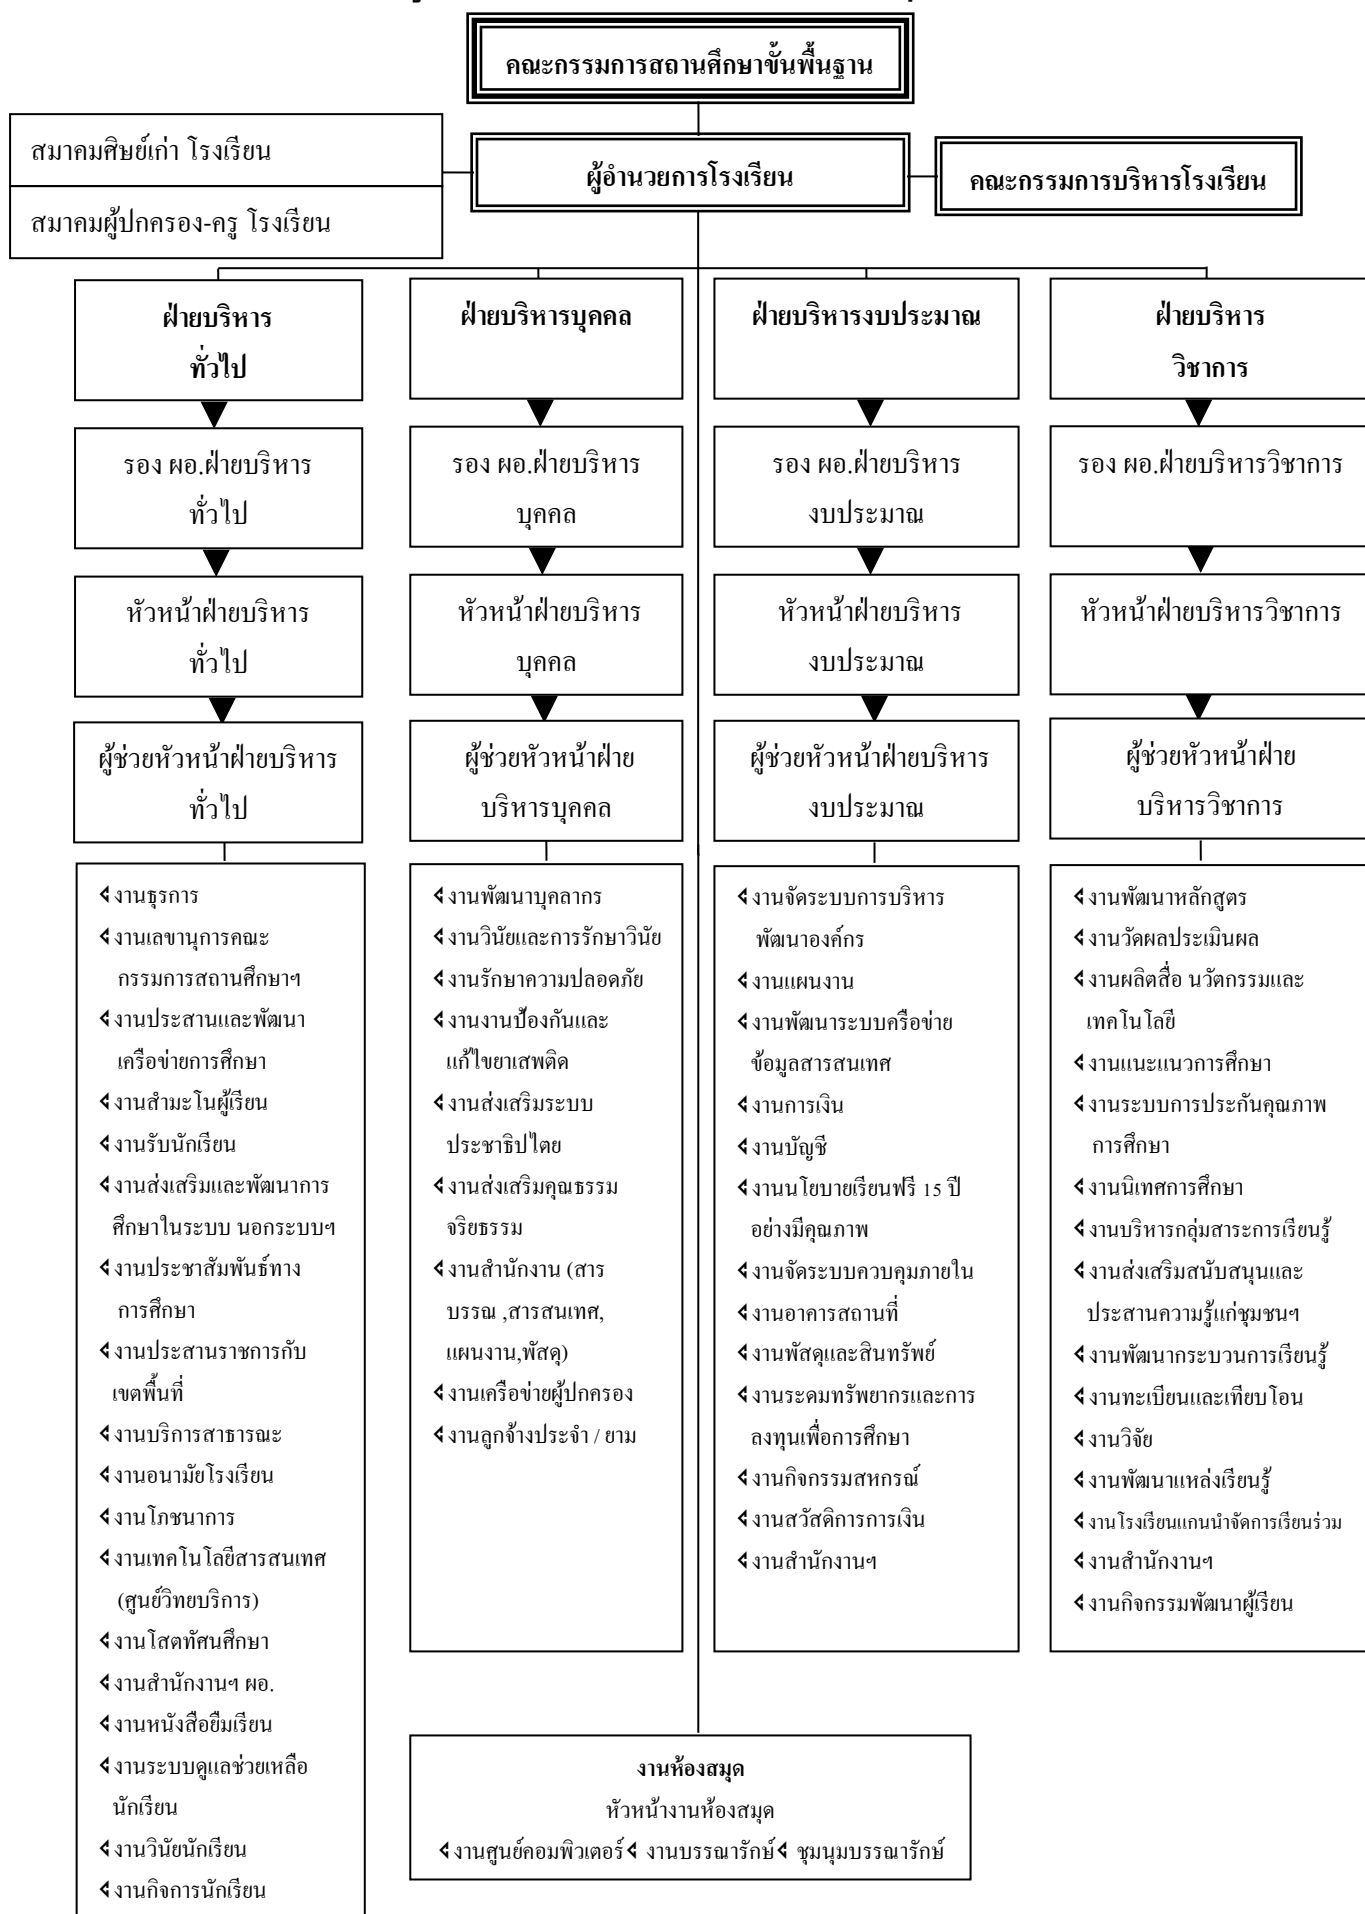 คณะกรรมการสถานศึกษาขั้นพื้นฐาน
สมาคมศิษย์เก่า โรงเรียน
สมาคมผู้ปกครอง-ครู โรงเรียน
ผู้อำนวยการโรงเรียน
คณะกรรมการบริหารโรงเรียน
ฝ่ายบริหาร
ทั่วไป
รอง ผอ.ฝ่ายบริหาร
ทั่วไป
หัวหน้าฝ่ายบริหาร
ทั่วไป
ผู้ช่วยหัวหน้าฝ่ายบริหาร
ทั่วไป
งานธุรการ
งานเลขานุการคณะ
กรรมการสถานศึกษาฯ
งานประสานและพัฒนา
เครือข่ายการศึกษา
งานสำมะโนผู้เรียน
งานรับนักเรียน
งานส่งเสริมและพัฒนาการ
ศึกษาในระบบ นอกระบบฯ
งานประชาสัมพันธ์ทาง
การศึกษา
งานประสานราชการกับ
เขตพื้นที่
งานบริการสาธารณะ
งานอนามัยโรงเรียน
งานโภชนาการ
งานเทคโนโลยีสารสนเทศ
(ศูนย์วิทยบริการ)
งานโสตทัศนศึกษา
งานสำนักงานฯ ผอ.
งานหนังสือยืมเรียน
งานระบบดูแลช่วยเหลือ
นักเรียน
งานวินัยนักเรียน
งานกิจการนักเรียน
ฝ่ายบริหารบุคคล
รอง ผอ.ฝ่ายบริหาร
บุคคล
หัวหน้าฝ่ายบริหาร
บุคคล
ผู้ช่วยหัวหน้าฝ่าย
บริหารบุคคล
งานพัฒนาบุคลากร
งานวินัยและการรักษาวินัย
งานรักษาความปลอดภัย
งานงานป้องกันและ
แก้ไขยาเสพติด
งานส่งเสริมระบบ
ประชาธิปไตย
งานส่งเสริมคุณธรรม
จริยธรรม
งานสำนักงาน (สาร
บรรณ ,สารสนเทศ,
แผนงาน,พัสดุ)
งานเครือข่ายผู้ปกครอง
งานลูกจ้างประจำ / ยาม
ฝ่ายบริหารงบประมาณ
รอง ผอ.ฝ่ายบริหาร
งบประมาณ
หัวหน้าฝ่ายบริหาร
งบประมาณ
ผู้ช่วยหัวหน้าฝ่ายบริหาร
งบประมาณ
งานจัดระบบการบริหาร
พัฒนาองค์กร
งานแผนงาน
งานพัฒนาระบบครือข่าย
ข้อมูลสารสนเทศ
งานการเงิน
งานบัญชี
งานนโยบายเรียนฟรี 15 ปี
อย่างมีคุณภาพ
งานจัดระบบควบคุมภายใน
งานอาคารสถานที่
งานพัสดุและสินทรัพย์
งานระดมทรัพยากรและการ
ลงทุนเพื่อการศึกษา
งานกิจกรรมสหกรณ์
งานสวัสดิการการเงิน
งานสำนักงานฯ
ฝ่ายบริหาร
วิชาการ
รอง ผอ.ฝ่ายบริหารวิชาการ
หัวหน้าฝ่ายบริหารวิชาการ
ผู้ช่วยหัวหน้าฝ่าย
บริหารวิชาการ
งานพัฒนาหลักสูตร
งานวัดผลประเมินผล
งานผลิตสื่อ นวัตกรรมและ
เทคโนโลยี
งานแนะแนวการศึกษา
งานระบบการประกันคุณภาพ
การศึกษา
งานนิเทศการศึกษา
งานบริหารกลุ่มสาระการเรียนรู้
งานส่งเสริมสนับสนุนและ
ประสานความรู้แก่ชุมชนฯ
งานพัฒนากระบวนการเรียนรู้
งานทะเบียนและเทียบโอน
งานวิจัย
งานพัฒนาแหล่งเรียนรู้
งานโรงเรียนแกนนำจัดการเรียนร่วม
งานสำนักงานฯ
งานกิจกรรมพัฒนาผู้เรียน
งานห้องสมุด
หัวหน้างานห้องสมุด
งานศูนย์คอมพิวเตอร์ งานบรรณารักษ์ ชุมนุมบรรณารักษ์